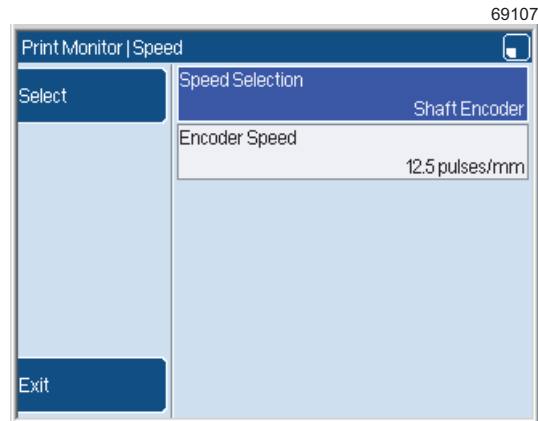 69107
Print Monitor | Speed
Select
Speed Selection
Shaft Encoder
Encoder Speed
12.5 pulses/mm
Exit